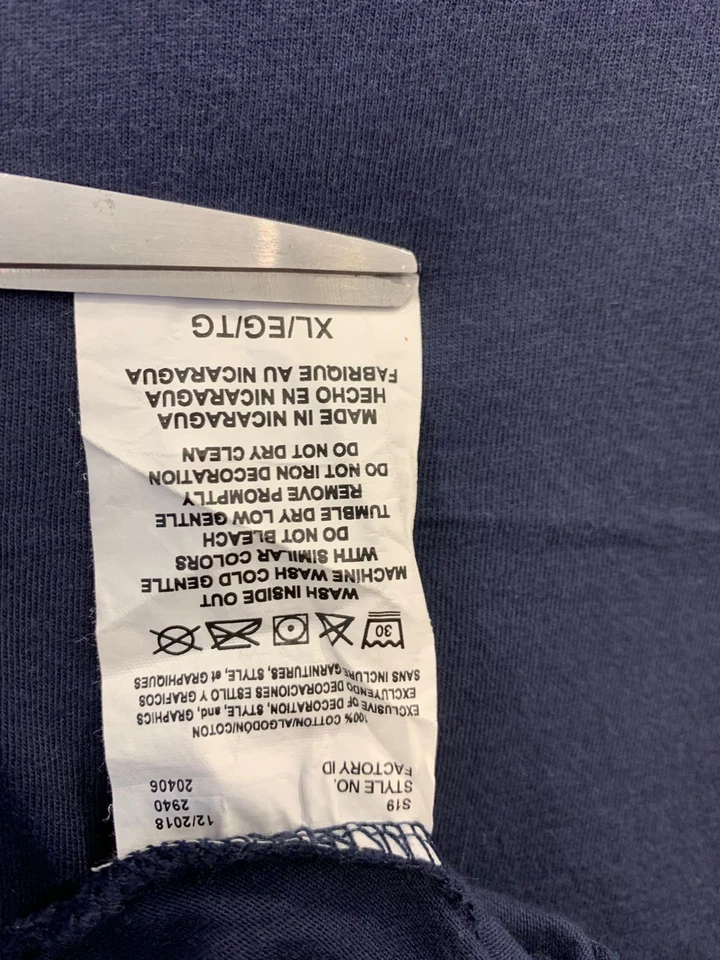 S19 12/2018
STYLE NO. 2940
FACTORY ID 20406
100% COTTON/ALGODÓN/COTON
EXCLUSIVE OF DECORATION, STYLE, and, GRAPHICS
EXCLUYENDO DECORACIONES ESTILO Y GRAFICOS
SANS INCLURE GARNITURES, STYLE, et GRAPHIQUES
30
WASH INSIDE OUT
MACHINE WASH COLD GENTLE
WITH SIMILAR COLORS
DO NOT BLEACH
TUMBLE DRY LOW GENTLE
REMOVE PROMPTLY
DO NOT IRON DECORATION
DO NOT DRY CLEAN
MADE IN NICARAGUA
HECHO EN NICARAGUA
FABRIQUE AU NICARAGUA
XL/EG/TG